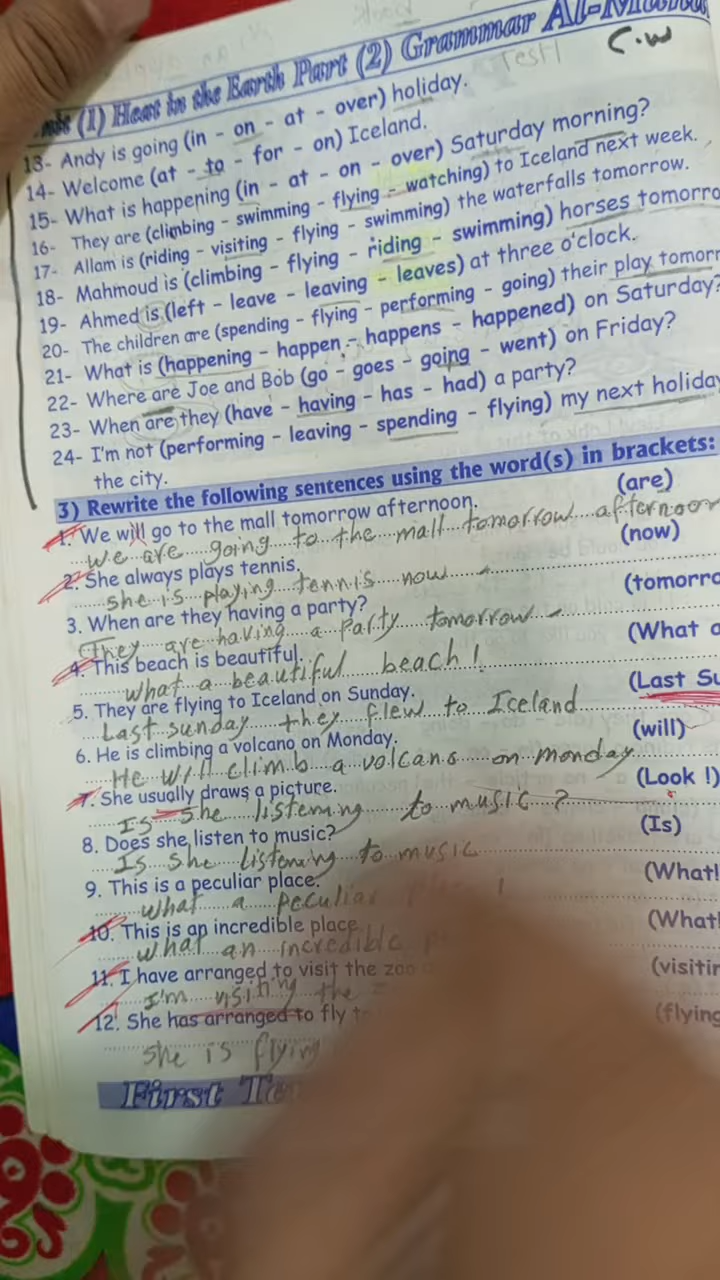 (1) Heat in the Earth Part (2) Grammar
Test 1
C.w
13- Andy is going (in - on - at - over) holiday.
14- Welcome (at - to - for - on) Iceland.
15- What is happening (in - at - on - over) Saturday morning?
16- They are (climbing - swimming - flying - watching) to Iceland next week.
17- Allam is (riding - visiting - flying - swimming) the waterfalls tomorrow.
18- Mahmoud is (climbing - flying - riding - swimming) horses tomorro
19- Ahmed is (left - leave - leaving - leaves) at three o'clock.
20- The children are (spending - flying - performing - going) their play tomorr
21- What is (happening - happen - happens - happened) on Saturday?
22- Where are Joe and Bob (go - goes - going - went) on Friday?
23- When are they (have - having - has - had) a party?
24- I'm not (performing - leaving - spending - flying) my next holiday
the city.
3) Rewrite the following sentences using the word(s) in brackets:
1. We will go to the mall tomorrow afternoon. (are)
We are going to the mall tomorrow afternoon
2. She always plays tennis. (now)
she is playing tennis now
3. When are they having a party? (tomorro
They are having a Party tomorrow
4. This beach is beautiful. (What a
what a beautiful beach!
5. They are flying to Iceland on Sunday. (Last Su
Last sunday they flew to Iceland
6. He is climbing a volcano on Monday. (will)
He will climb a volcano on monday
7. She usually draws a picture. (Look !)
Is she listening to music?
8. Does she listen to music? (Is)
Is she listening to music
9. This is a peculiar place. (What!
what a peculiar
10. This is an incredible place (What!
what an incredible
11. I have arranged to visit the zoo (visitin
I'm visiting the
12. She has arranged to fly (flying
she is flying
First Te